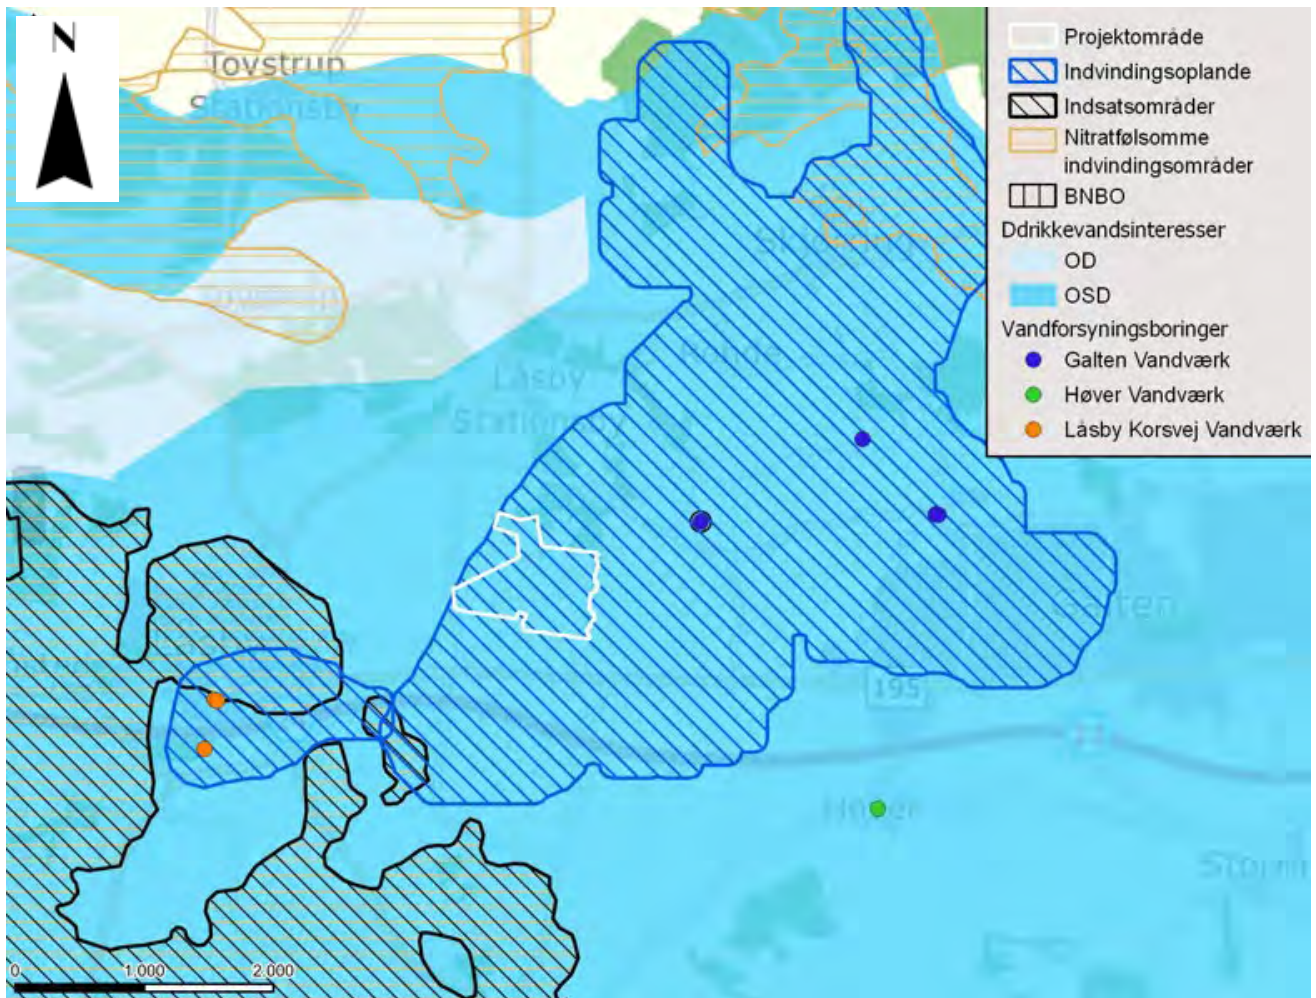 N
Tovstrup
Stationsby
Låsby
Stationsby
195
Galten
Høver
0
1.000
2.000
Projektområde
Indvindingsoplande
Indsatsområder
Nitratfølsomme
indvindingsområder
BNBO
Ddrikkevandsinteresser
OD
OSD
Vandforsyningsboringer
Galten Vandværk
Høver Vandværk
Låsby Korsvej Vandværk